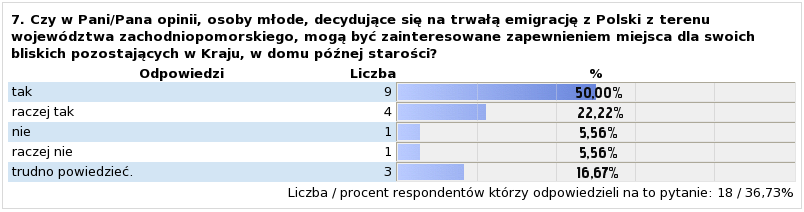 7. Czy w Pani/Pana opinii, osoby młode, decydujące się na trwałą emigrację z Polski z terenu
województwa zachodniopomorskiego, mogą być zainteresowane zapewnieniem miejsca dla swoich
bliskich pozostających w Kraju, w domu późnej starości?
Odpowiedzi Liczba %
tak 9 50,00%
raczej tak 4 22,22%
nie 1 5,56%
raczej nie 1 5,56%
trudno powiedzieć. 3 16,67%
Liczba / procent respondentów którzy odpowiedzieli na to pytanie: 18 / 36,73%